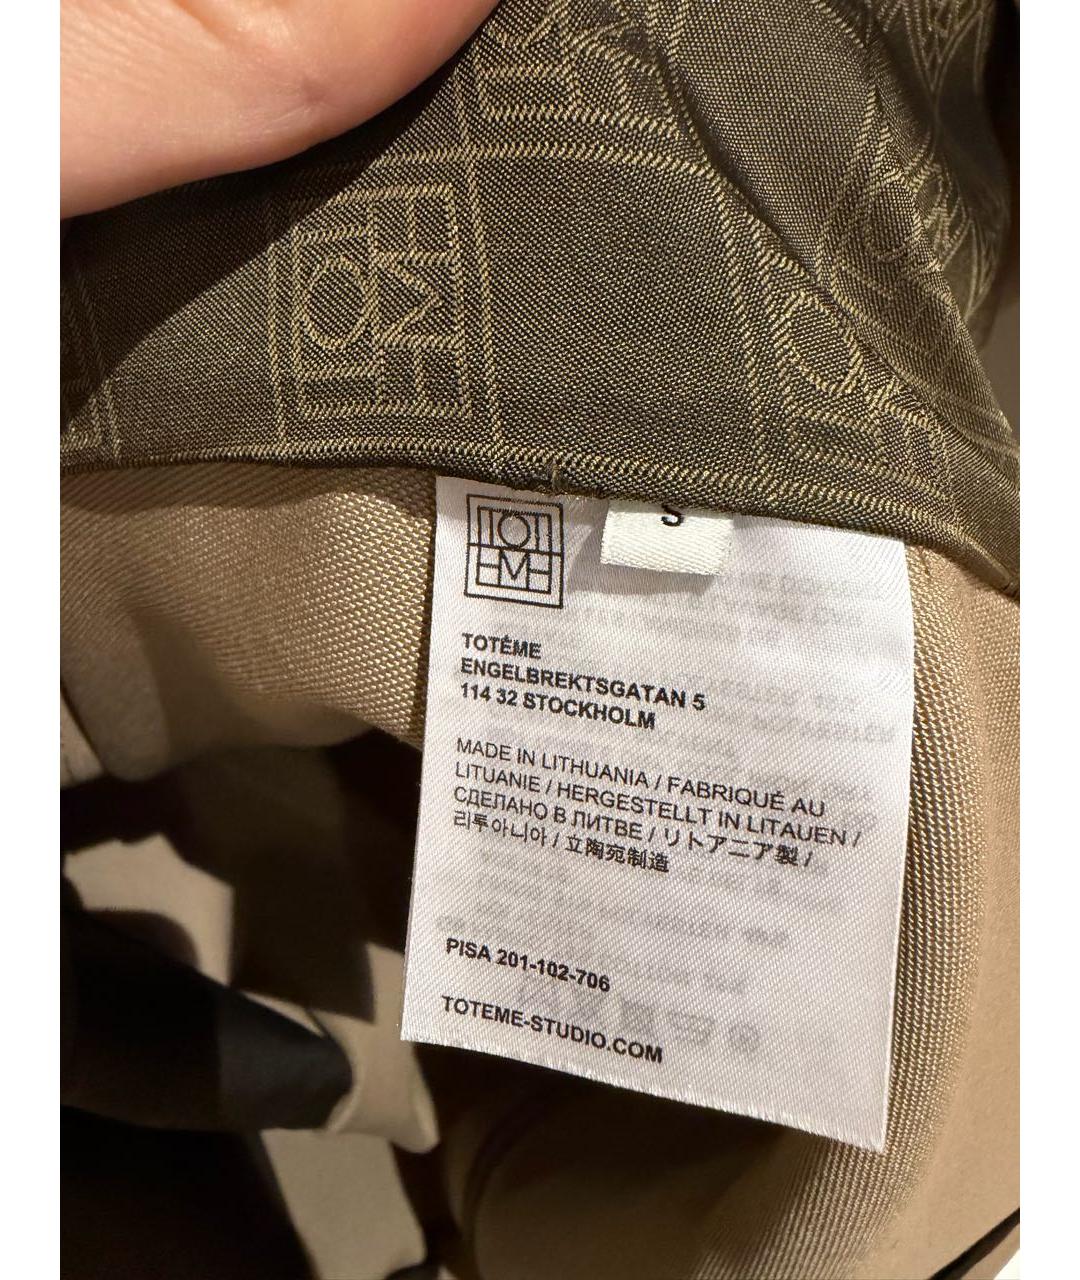 TOTEME
S
TOTÊME
ENGELBREKTSGATAN 5
114 32 STOCKHOLM
MADE IN LITHUANIA / FABRIQUÉ AU
LITUANIE / HERGESTELLT IN LITAUEN /
СДЕЛАНО В ЛИТВЕ / リトアニア製 /
리투아니아 / 立陶宛制造
PISA 201-102-706
TOTEME-STUDIO.COM